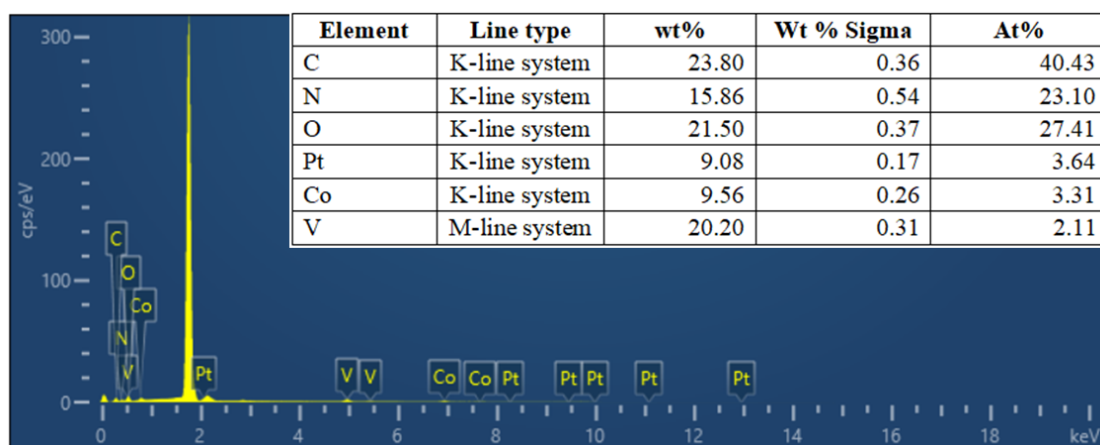 Element Line type wt% Wt % Sigma At%
C K-line system 23.80 0.36 40.43
N K-line system 15.86 0.54 23.10
O K-line system 21.50 0.37 27.41
Pt K-line system 9.08 0.17 3.64
Co K-line system 9.56 0.26 3.31
V M-line system 20.20 0.31 2.11
300
200
100
0
cps/eV
C
O
Co
N
V
Pt
V V Co Co Pt Pt Pt Pt Pt
0 2 4 6 8 10 12 14 16 18 keV